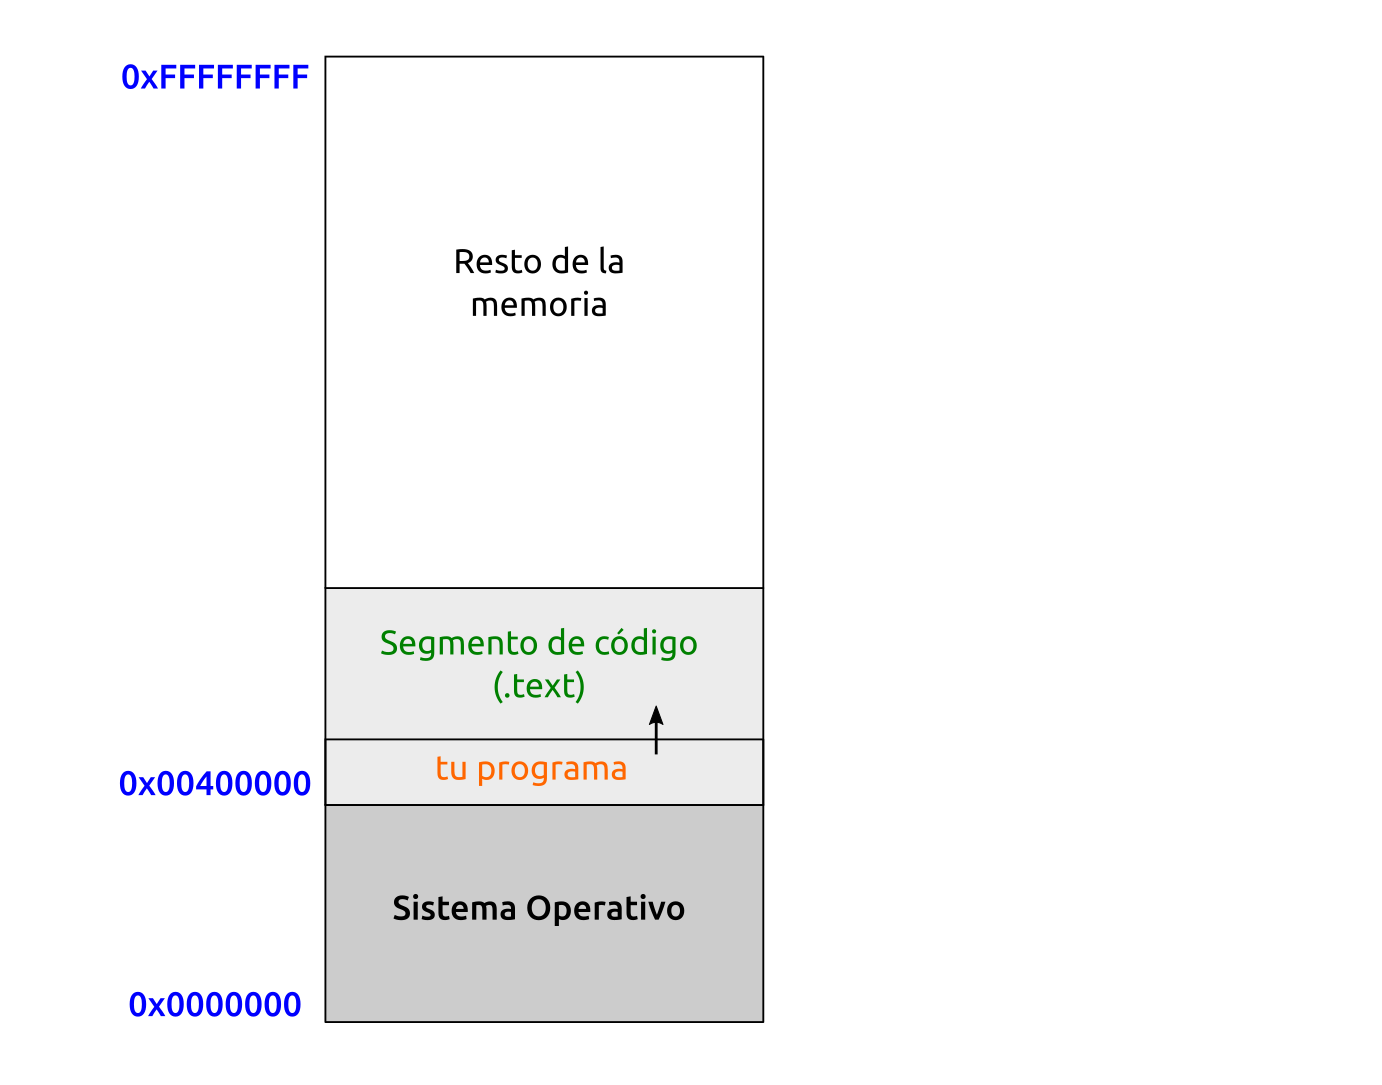 0xFFFFFFFF
Resto de la
memoria
Segmento de código
(.text)
tu programa
0x00400000
Sistema Operativo
0x0000000